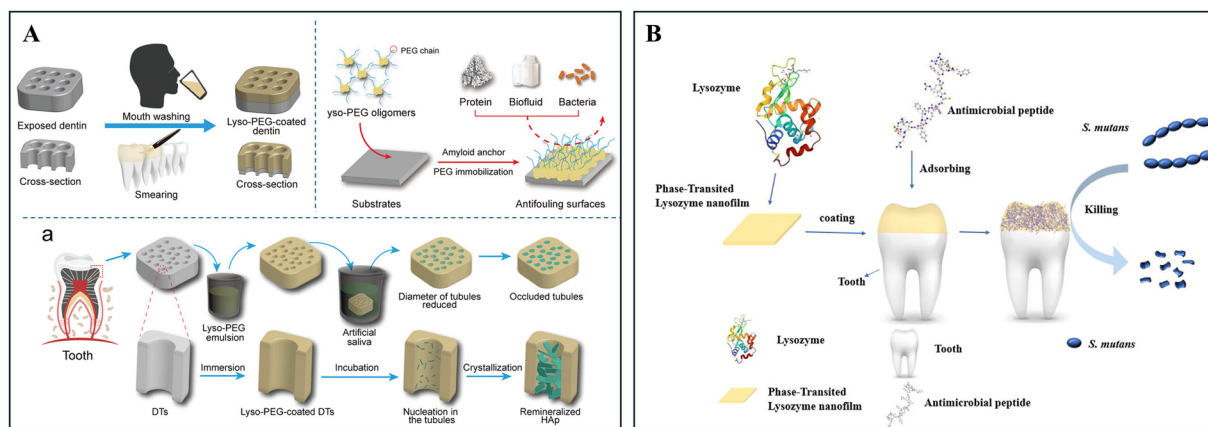 A
Exposed dentin
Cross-section
Mouth washing
Smearing
Lyso-PEG-coated
dentin
Cross-section
PEG chain
yso-PEG oligomers
Substrates
Amyloid anchor
PEG immobilization
Protein
Biofluid
Bacteria
Antifouling surfaces
a
Tooth
Lyso-PEG
emulsion
Artificial
saliva
Diameter of tubules
reduced
Occluded tubules
DTs
Immersion
Lyso-PEG-coated DTs
Incubation
Nucleation in
the tubules
Crystallization
Remineralized
HAp
B
Lysozyme
Antimicrobial peptide
S. mutans
Adsorbing
Phase-Transited
Lysozyme nanofilm
coating
Killing
Tooth
Lysozyme
Tooth
S. mutans
Phase-Transited
Lysozyme nanofilm
Antimicrobial peptide